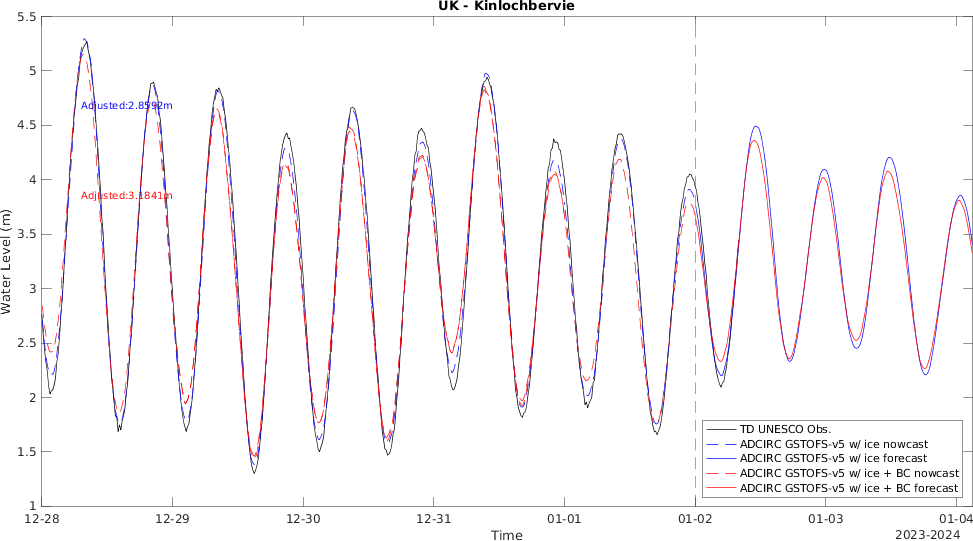 UK - Kinlochbervie
5.5
5
4.5
4
3.5
3
2.5
2
1.5
1
Water Level (m)
Adjusted:2.8592m
Adjusted:3.1841m
TD UNESCO Obs.
ADCIRC GSTOFS-v5 w/ ice nowcast
ADCIRC GSTOFS-v5 w/ ice forecast
ADCIRC GSTOFS-v5 w/ ice + BC nowcast
ADCIRC GSTOFS-v5 w/ ice + BC forecast
12-28 12-29 12-30 12-31 01-01 01-02 01-03 01-04
Time
2023-2024